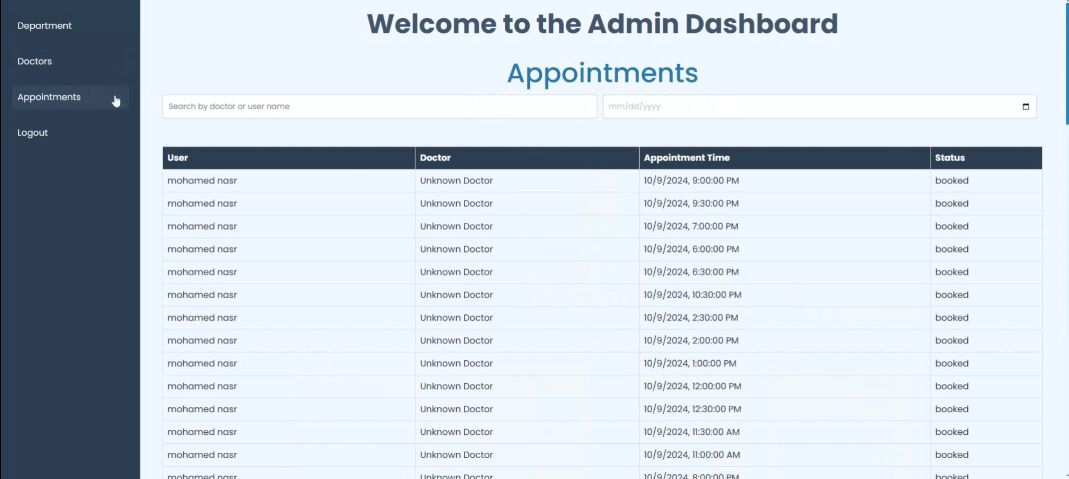 Department
Doctors
Appointments
Logout
Welcome to the Admin Dashboard
Appointments
Search by doctor or user name mm/dd/yyyy
User Doctor Appointment Time Status
mohamed nasr Unknown Doctor 10/9/2024, 9:00:00 PM booked
mohamed nasr Unknown Doctor 10/9/2024, 9:30:00 PM booked
mohamed nasr Unknown Doctor 10/9/2024, 7:00:00 PM booked
mohamed nasr Unknown Doctor 10/9/2024, 6:00:00 PM booked
mohamed nasr Unknown Doctor 10/9/2024, 6:30:00 PM booked
mohamed nasr Unknown Doctor 10/9/2024, 10:30:00 PM booked
mohamed nasr Unknown Doctor 10/9/2024, 2:30:00 PM booked
mohamed nasr Unknown Doctor 10/9/2024, 2:00:00 PM booked
mohamed nasr Unknown Doctor 10/9/2024, 1:00:00 PM booked
mohamed nasr Unknown Doctor 10/9/2024, 12:00:00 PM booked
mohamed nasr Unknown Doctor 10/9/2024, 12:30:00 PM booked
mohamed nasr Unknown Doctor 10/9/2024, 11:30:00 AM booked
mohamed nasr Unknown Doctor 10/9/2024, 11:00:00 AM booked
mohamed nasr Unknown Doctor 10/9/2024, 8:00:00 PM booked